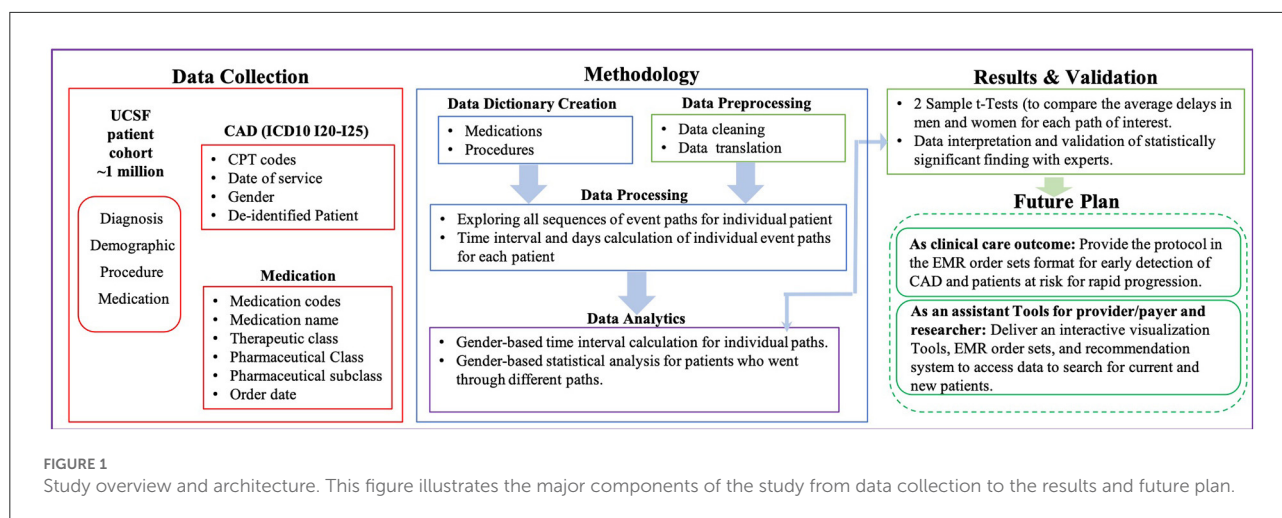 Data Collection
UCSF
patient
cohort
~1 million
Diagnosis
Demographic
Procedure
Medication
CAD (ICD10 I20-I25)
• CPT codes
• Date of service
• Gender
• De-identified Patient
Medication
• Medication codes
• Medication name
• Therapeutic class
• Pharmaceutical Class
• Pharmaceutical subclass
• Order date
Methodology
Data Dictionary Creation
• Medications
• Procedures
Data Preprocessing
• Data cleaning
• Data translation
Data Processing
• Exploring all sequences of event paths for individual patient
• Time interval and days calculation of individual event paths
for each patient
Data Analytics
• Gender-based time interval calculation for individual paths.
• Gender-based statistical analysis for patients who went
through different paths.
Results & Validation
• 2 Sample t-Tests (to compare the average delays in
men and women for each path of interest.
• Data interpretation and validation of statistically
significant finding with experts.
Future Plan
As clinical care outcome: Provide the protocol in
the EMR order sets format for early detection of
CAD and patients at risk for rapid progression.
As an assistant Tools for provider/payer and
researcher: Deliver an interactive visualization
Tools, EMR order sets, and recommendation
system to access data to search for current and
new patients.
FIGURE 1
Study overview and architecture. This figure illustrates the major components of the study from data collection to the results and future plan.